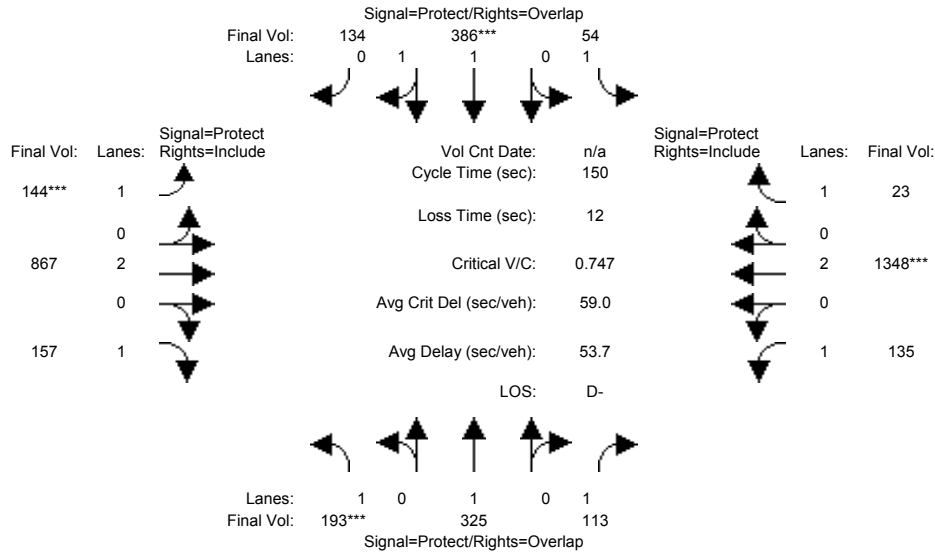 Signal=Protect/Rights=Overlap
Final Vol: 134 386*** 54
Lanes: 0 1 1 0 1
Signal=Protect
Final Vol: Lanes: Rights=Include
Vol Cnt Date: n/a
Signal=Protect
Rights=Include Lanes: Final Vol:
Cycle Time (sec): 150
144*** 1
1 23
Loss Time (sec): 12
0
0
867 2
Critical V/C: 0.747
2 1348***
0
Avg Crit Del (sec/veh): 59.0
0
157 1
Avg Delay (sec/veh): 53.7
1 135
LOS: D-
Lanes: 1 0 1 0 1
Final Vol: 193*** 325 113
Signal=Protect/Rights=Overlap